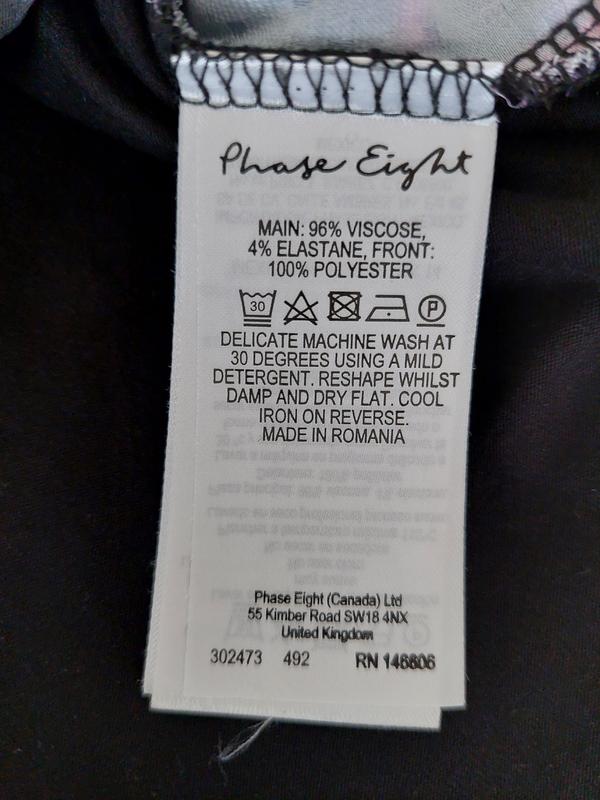 Phase Eight
MAIN: 96% VISCOSE,
4% ELASTANE, FRONT:
100% POLYESTER
30 P
DELICATE MACHINE WASH AT
30 DEGREES USING A MILD
DETERGENT. RESHAPE WHILST
DAMP AND DRY FLAT. COOL
IRON ON REVERSE.
MADE IN ROMANIA
Phase Eight (Canada) Ltd
55 Kimber Road SW18 4NX
United Kingdom
302473 492 RN 146806